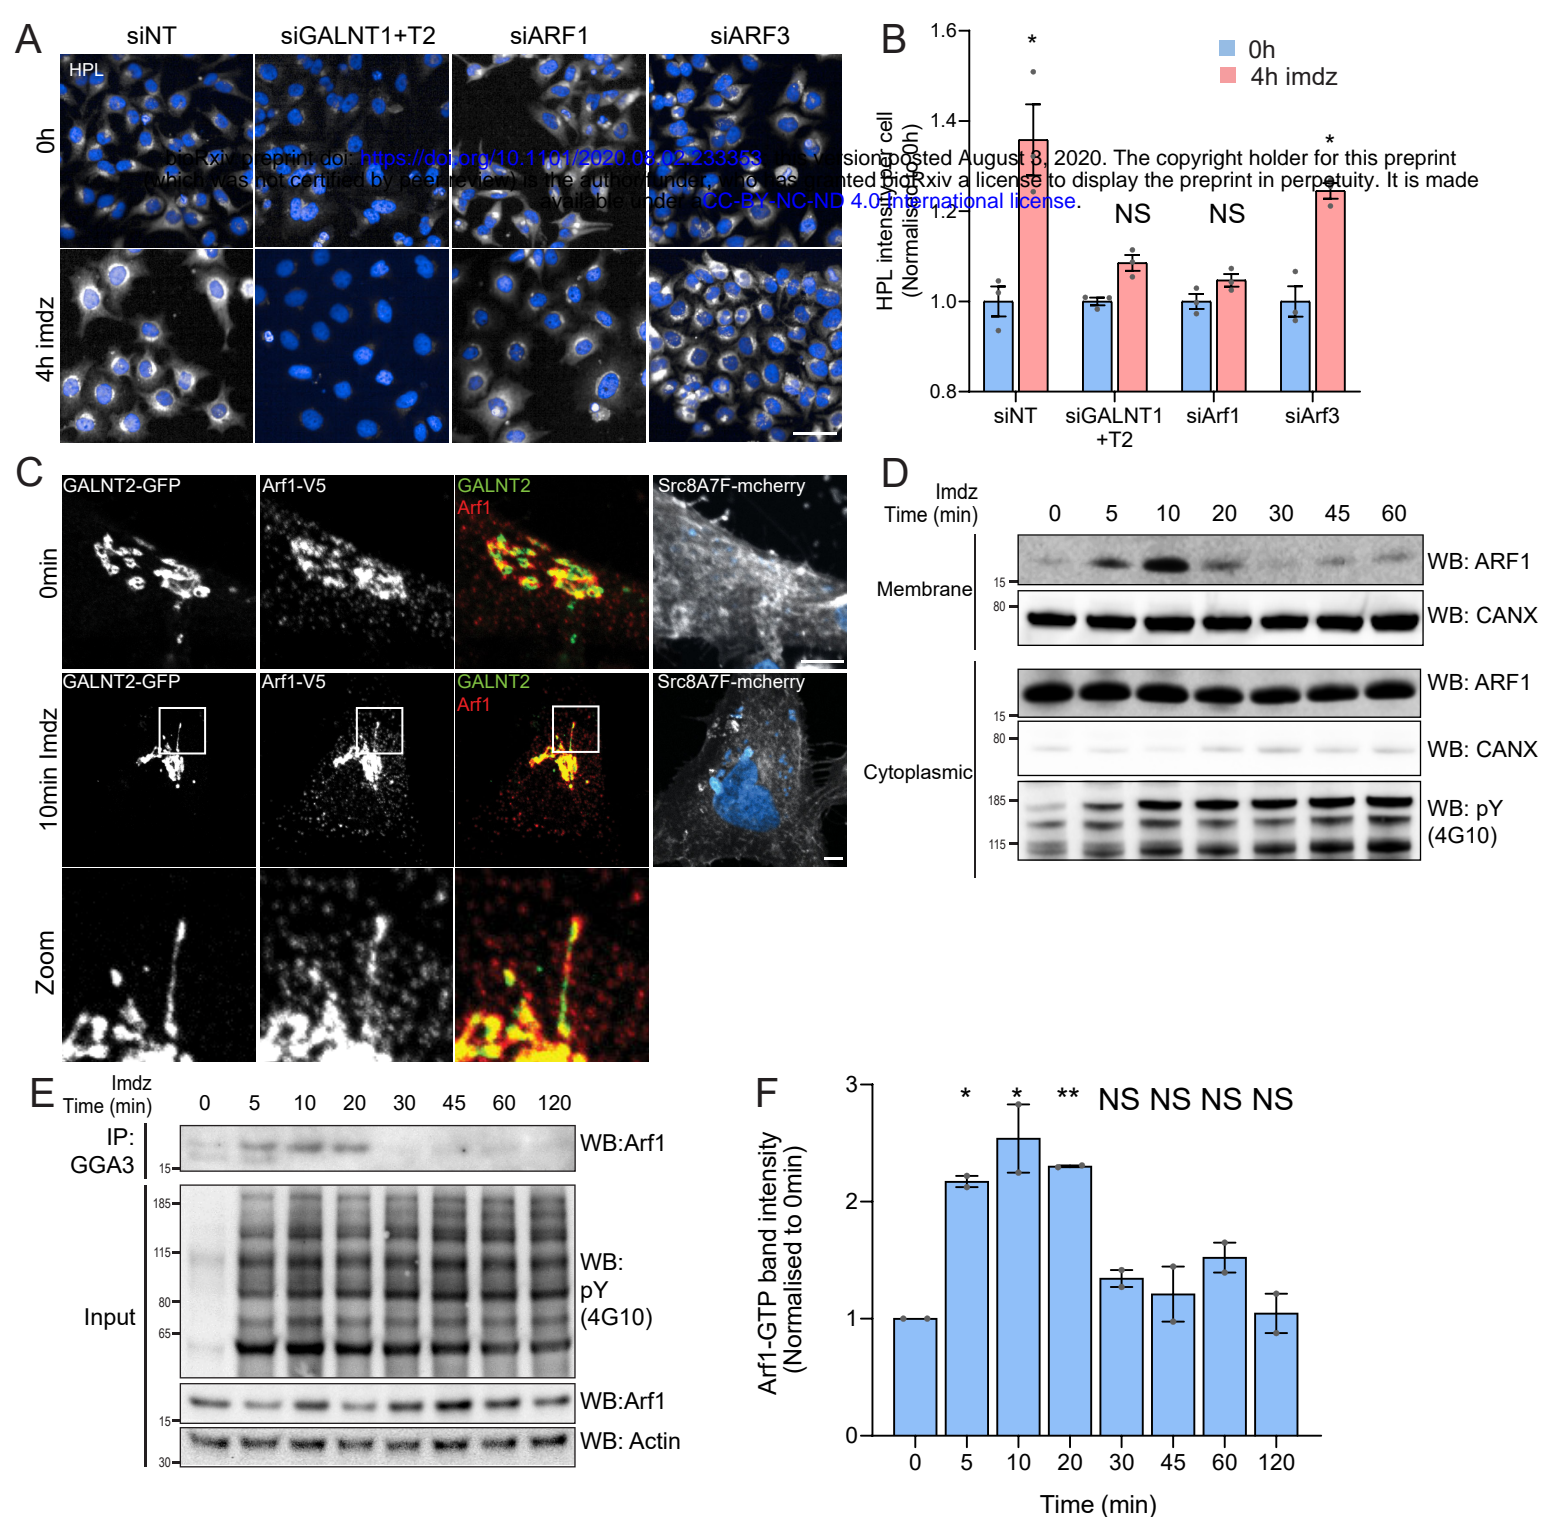 A
siNT
siGALNT1+T2
siARF1
siARF3
HPL
0h
4h imdz
B
HPL intensity per cell
(Normalised to 0h)
1.6
1.4
1.2
1.0
0.8
0h
4h imdz
*
NS
NS
*
siNT
siGALNT1
+T2
siArf1
siArf3
bioRxiv preprint doi: https://doi.org/10.1101/2020.08.02.233353; this version posted August 3, 2020. The copyright holder for this preprint
(which was not certified by peer review) is the author/funder, who has granted bioRxiv a license to display the preprint in perpetuity. It is made
available under aCC-BY-NC-ND 4.0 International license.
C
GALNT2-GFP
Arf1-V5
GALNT2
Arf1
Src8A7F-mcherry
0min
GALNT2-GFP
Arf1-V5
GALNT2
Arf1
Src8A7F-mcherry
10min Imdz
Zoom
D
Imdz
Time (min)
0 5 10 20 30 45 60
Membrane
15
WB: ARF1
80
WB: CANX
Cytoplasmic
15
WB: ARF1
80
WB: CANX
185
115
WB: pY
(4G10)
E
Imdz
Time (min)
0 5 10 20 30 45 60 120
IP:
GGA3
15
WB:Arf1
Input
185
115
80
65
WB:
pY
(4G10)
15
WB:Arf1
30
WB: Actin
F
Arf1-GTP band intensity
(Normalised to 0min)
3
2
1
0
* * ** NS NS NS NS
0 5 10 20 30 45 60 120
Time (min)